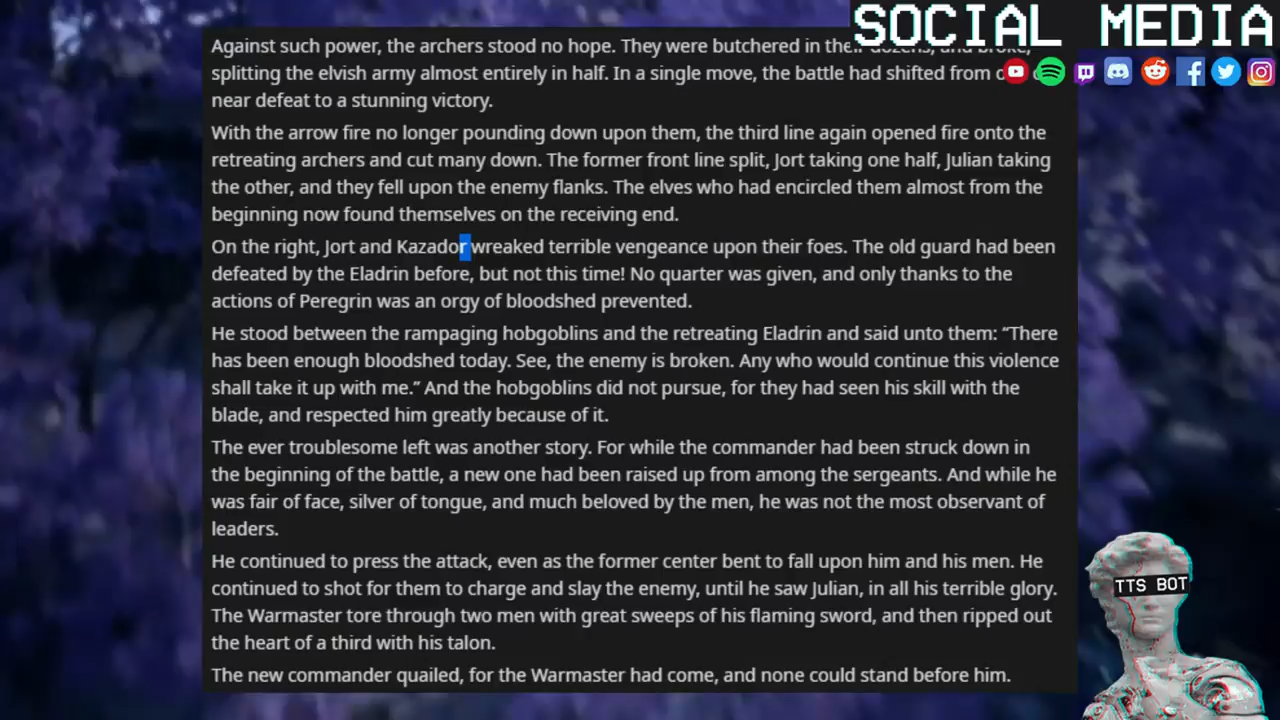 SOCIAL MEDIA
Against such power, the archers stood no hope. They were butchered in their dozens, and broke,
splitting the elvish army almost entirely in half. In a single move, the battle had shifted from
near defeat to a stunning victory.
With the arrow fire no longer pounding down upon them, the third line again opened fire onto the
retreating archers and cut many down. The former front line split, Jort taking one half, Julian taking
the other, and they fell upon the enemy flanks. The elves who had encircled them almost from the
beginning now found themselves on the receiving end.
On the right, Jort and Kazador wreaked terrible vengeance upon their foes. The old guard had been
defeated by the Eladrin before, but not this time! No quarter was given, and only thanks to the
actions of Peregrin was an orgy of bloodshed prevented.
He stood between the rampaging hobgoblins and the retreating Eladrin and said unto them: “There
has been enough bloodshed today. See, the enemy is broken. Any who would continue this violence
shall take it up with me.” And the hobgoblins did not pursue, for they had seen his skill with the
blade, and respected him greatly because of it.
The ever troublesome left was another story. For while the commander had been struck down in
the beginning of the battle, a new one had been raised up from among the sergeants. And while he
was fair of face, silver of tongue, and much beloved by the men, he was not the most observant of
leaders.
He continued to press the attack, even as the former center bent to fall upon him and his men. He
continued to shot for them to charge and slay the enemy, until he saw Julian, in all his terrible glory.
The Warmaster tore through two men with great sweeps of his flaming sword, and then ripped out
the heart of a third with his talon.
The new commander quailed, for the Warmaster had come, and none could stand before him.
TTS BOT